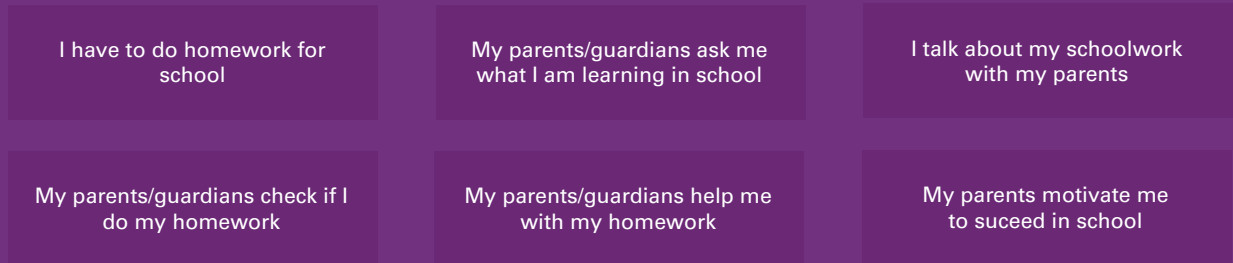 I have to do homework for
school
My parents/guardians ask me
what I am learning in school
I talk about my schoolwork
with my parents
My parents/guardians check if I
do my homework
My parents/guardians help me
with my homework
My parents motivate me
to suceed in school